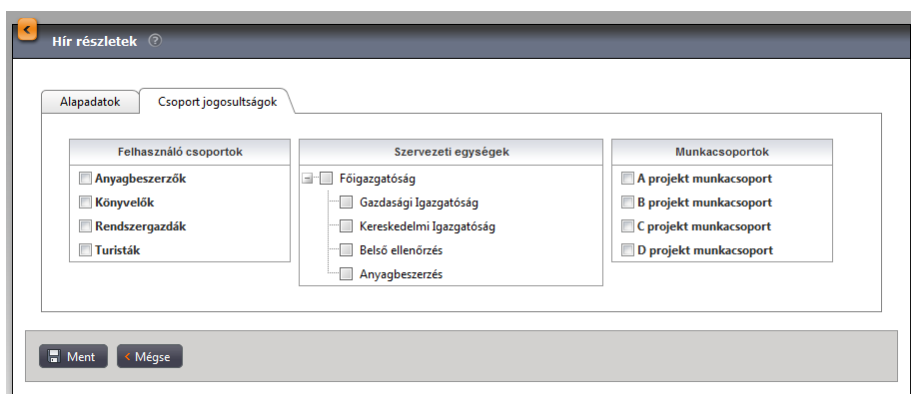 Hír részletek ?
Alapadatok
Csoport jogosultságok
Felhasználó csoportok
Anyagbeszerzők
Könyvelők
Rendszergazdák
Turisták
Szervezeti egységek
Főigazgatóság
Gazdasági Igazgatóság
Kereskedelmi Igazgatóság
Belső ellenőrzés
Anyagbeszerzés
Munkacsoportok
A projekt munkacsoport
B projekt munkacsoport
C projekt munkacsoport
D projekt munkacsoport
Ment
Mégse